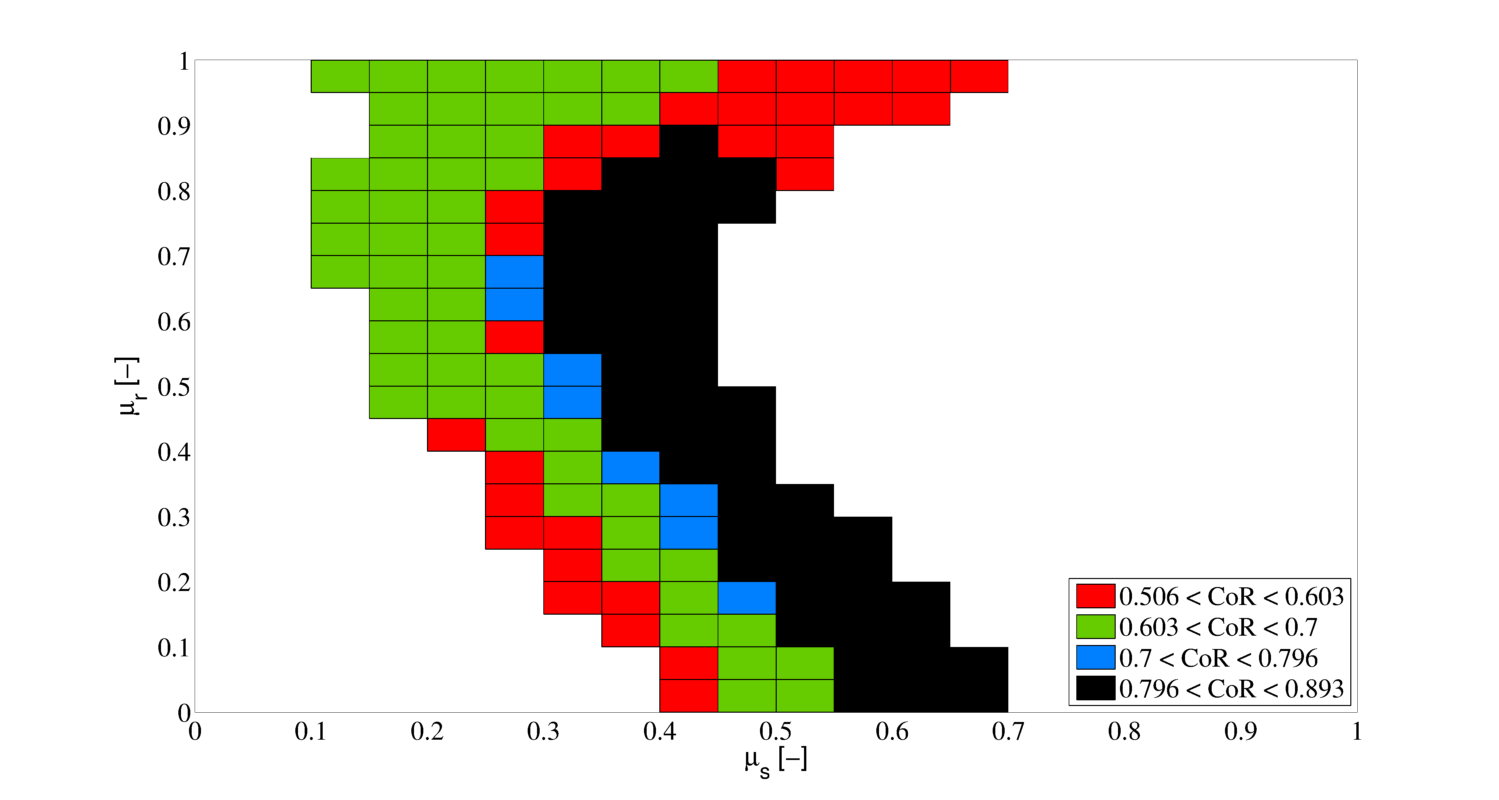 1
0.9
0.8
0.7
0.6
0.5
0.4
0.3
0.2
0.1
0
μr [–]
0 0.1 0.2 0.3 0.4 0.5 0.6 0.7 0.8 0.9 1
μs [–]
0.506 < CoR < 0.603
0.603 < CoR < 0.7
0.7 < CoR < 0.796
0.796 < CoR < 0.893